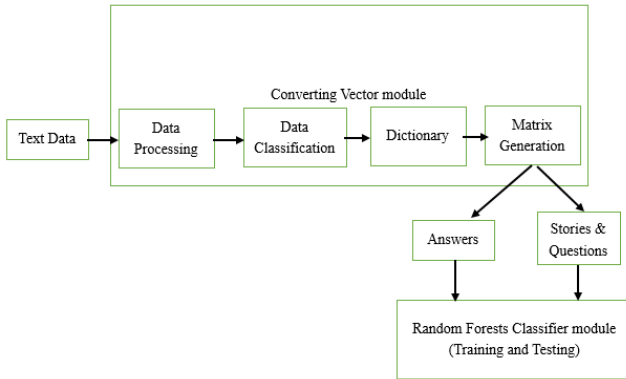 Converting Vector module
Text Data
Data
Processing
Data
Classification
Dictionary
Matrix
Generation
Answers
Stories &
Questions
Random Forests Classifier module
(Training and Testing)